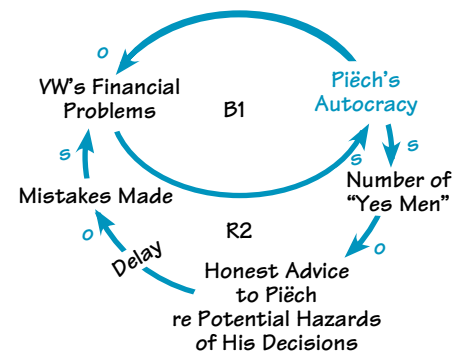 o
VW's Financial
Problems
B1
Piëch's
Autocracy
s
s
s
Number of
"Yes Men"
Mistakes Made
o
R2
o
Delay
Honest Advice
to Piëch
re Potential Hazards
of His Decisions